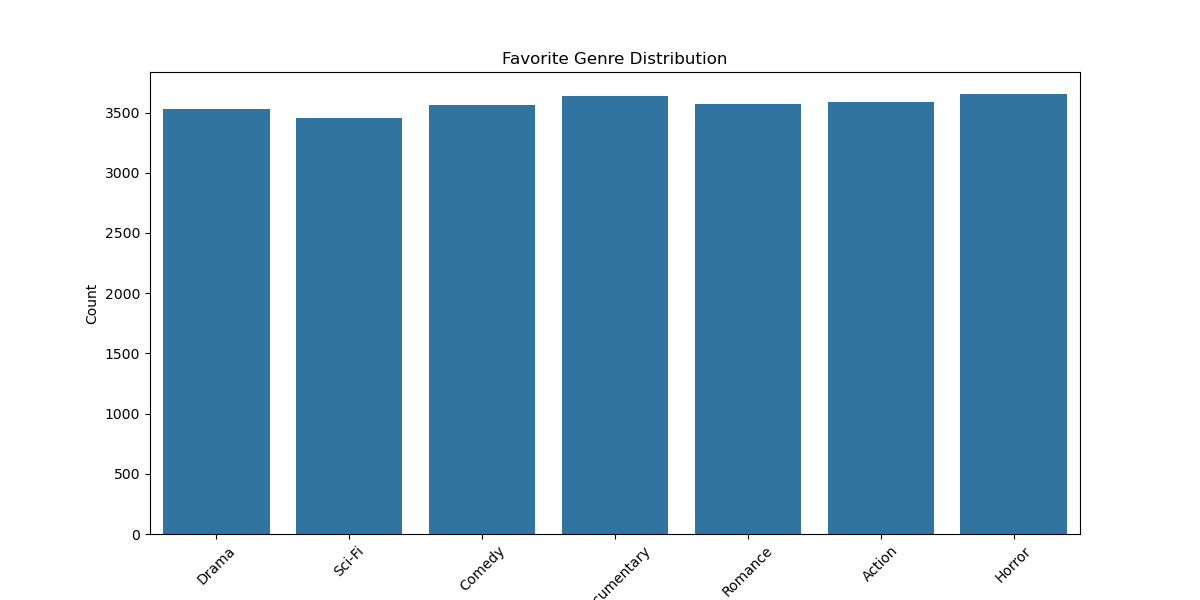 Favorite Genre Distribution
Count
3500
3000
2500
2000
1500
1000
500
0
Drama
Sci-Fi
Comedy
cumentary
Romance
Action
Horror